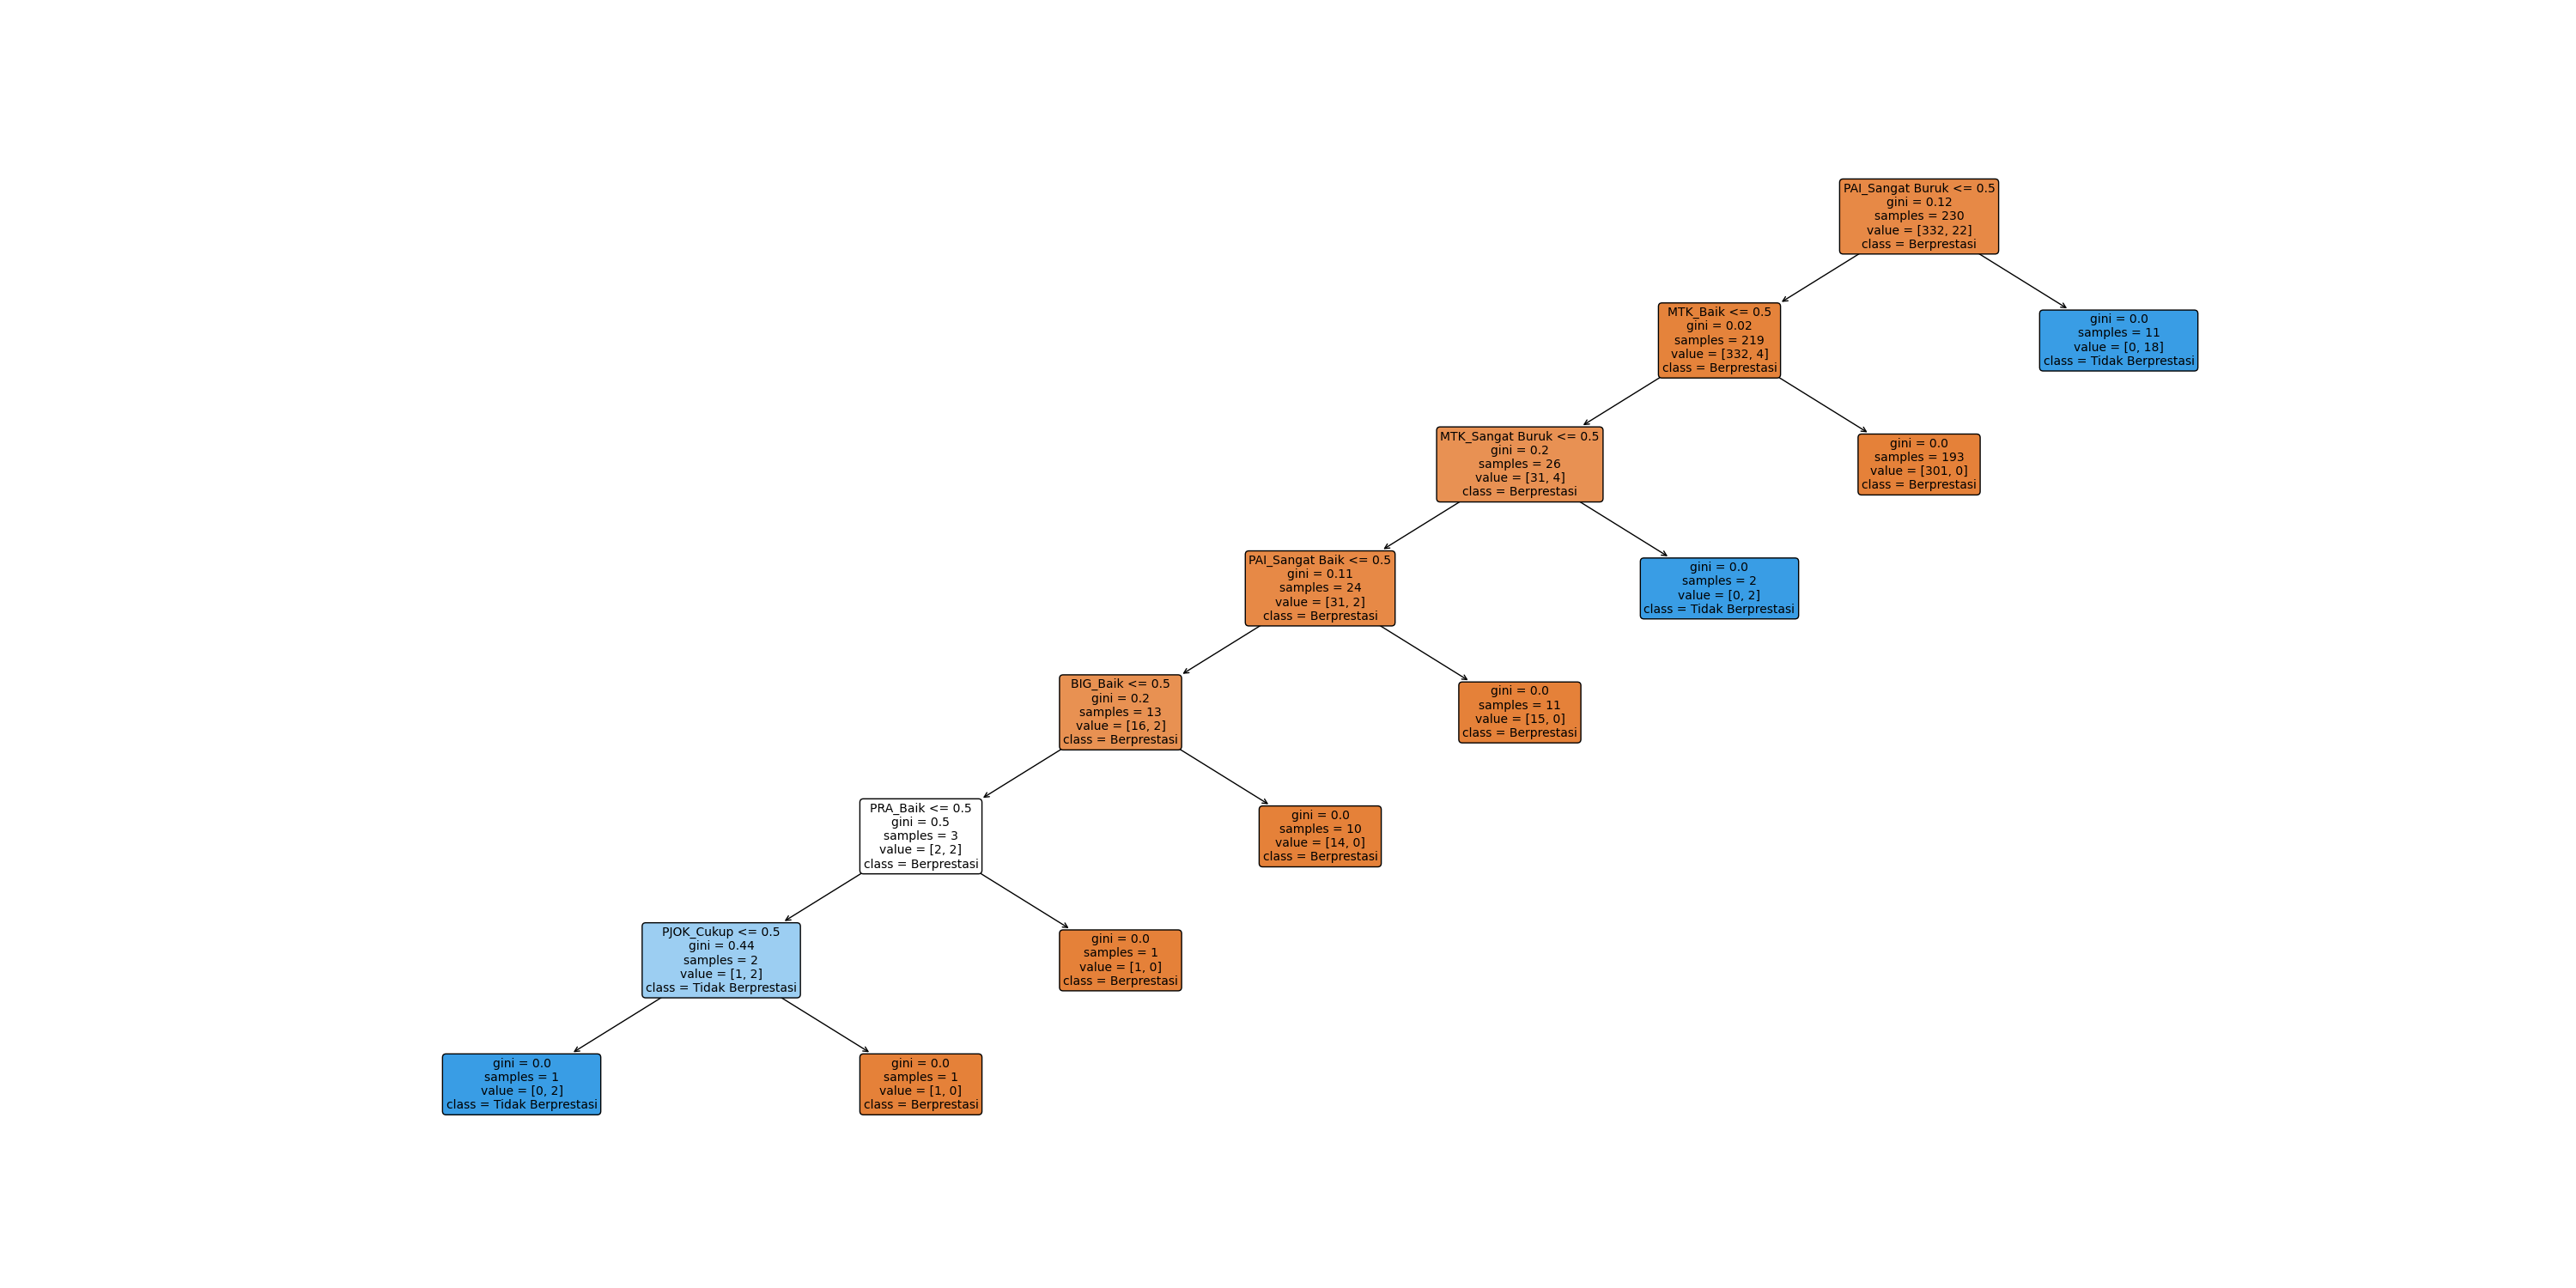 PAI_Sangat Buruk <= 0.5
gini = 0.12
samples = 230
value = [332, 22]
class = Berprestasi
MTK_Baik <= 0.5
gini = 0.02
samples = 219
value = [332, 4]
class = Berprestasi
gini = 0.0
samples = 11
value = [0, 18]
class = Tidak Berprestasi
MTK_Sangat Buruk <= 0.5
gini = 0.2
samples = 26
value = [31, 4]
class = Berprestasi
gini = 0.0
samples = 193
value = [301, 0]
class = Berprestasi
PAI_Sangat Baik <= 0.5
gini = 0.11
samples = 24
value = [31, 2]
class = Berprestasi
gini = 0.0
samples = 2
value = [0, 2]
class = Tidak Berprestasi
BIG_Baik <= 0.5
gini = 0.2
samples = 13
value = [16, 2]
class = Berprestasi
gini = 0.0
samples = 11
value = [15, 0]
class = Berprestasi
PRA_Baik <= 0.5
gini = 0.5
samples = 3
value = [2, 2]
class = Berprestasi
gini = 0.0
samples = 10
value = [14, 0]
class = Berprestasi
PJOK_Cukup <= 0.5
gini = 0.44
samples = 2
value = [1, 2]
class = Tidak Berprestasi
gini = 0.0
samples = 1
value = [1, 0]
class = Berprestasi
gini = 0.0
samples = 1
value = [0, 2]
class = Tidak Berprestasi
gini = 0.0
samples = 1
value = [1, 0]
class = Berprestasi